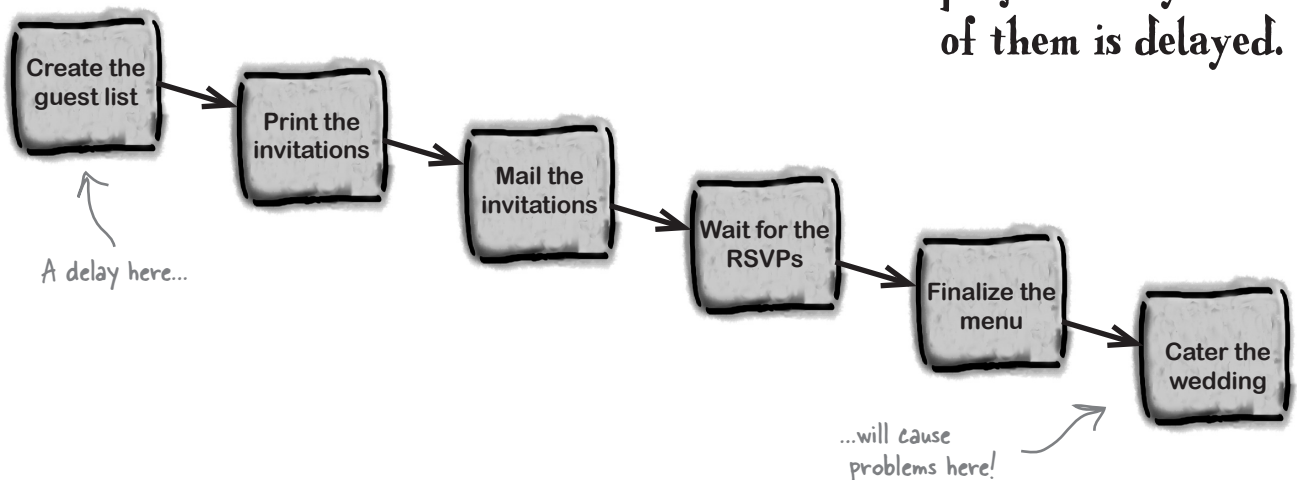 of them is delayed.
Create the
guest list
Print the
invitations
Mail the
invitations
Wait for the
RSVPs
Finalize the
menu
Cater the
wedding
A delay here...
...will cause
problems here!